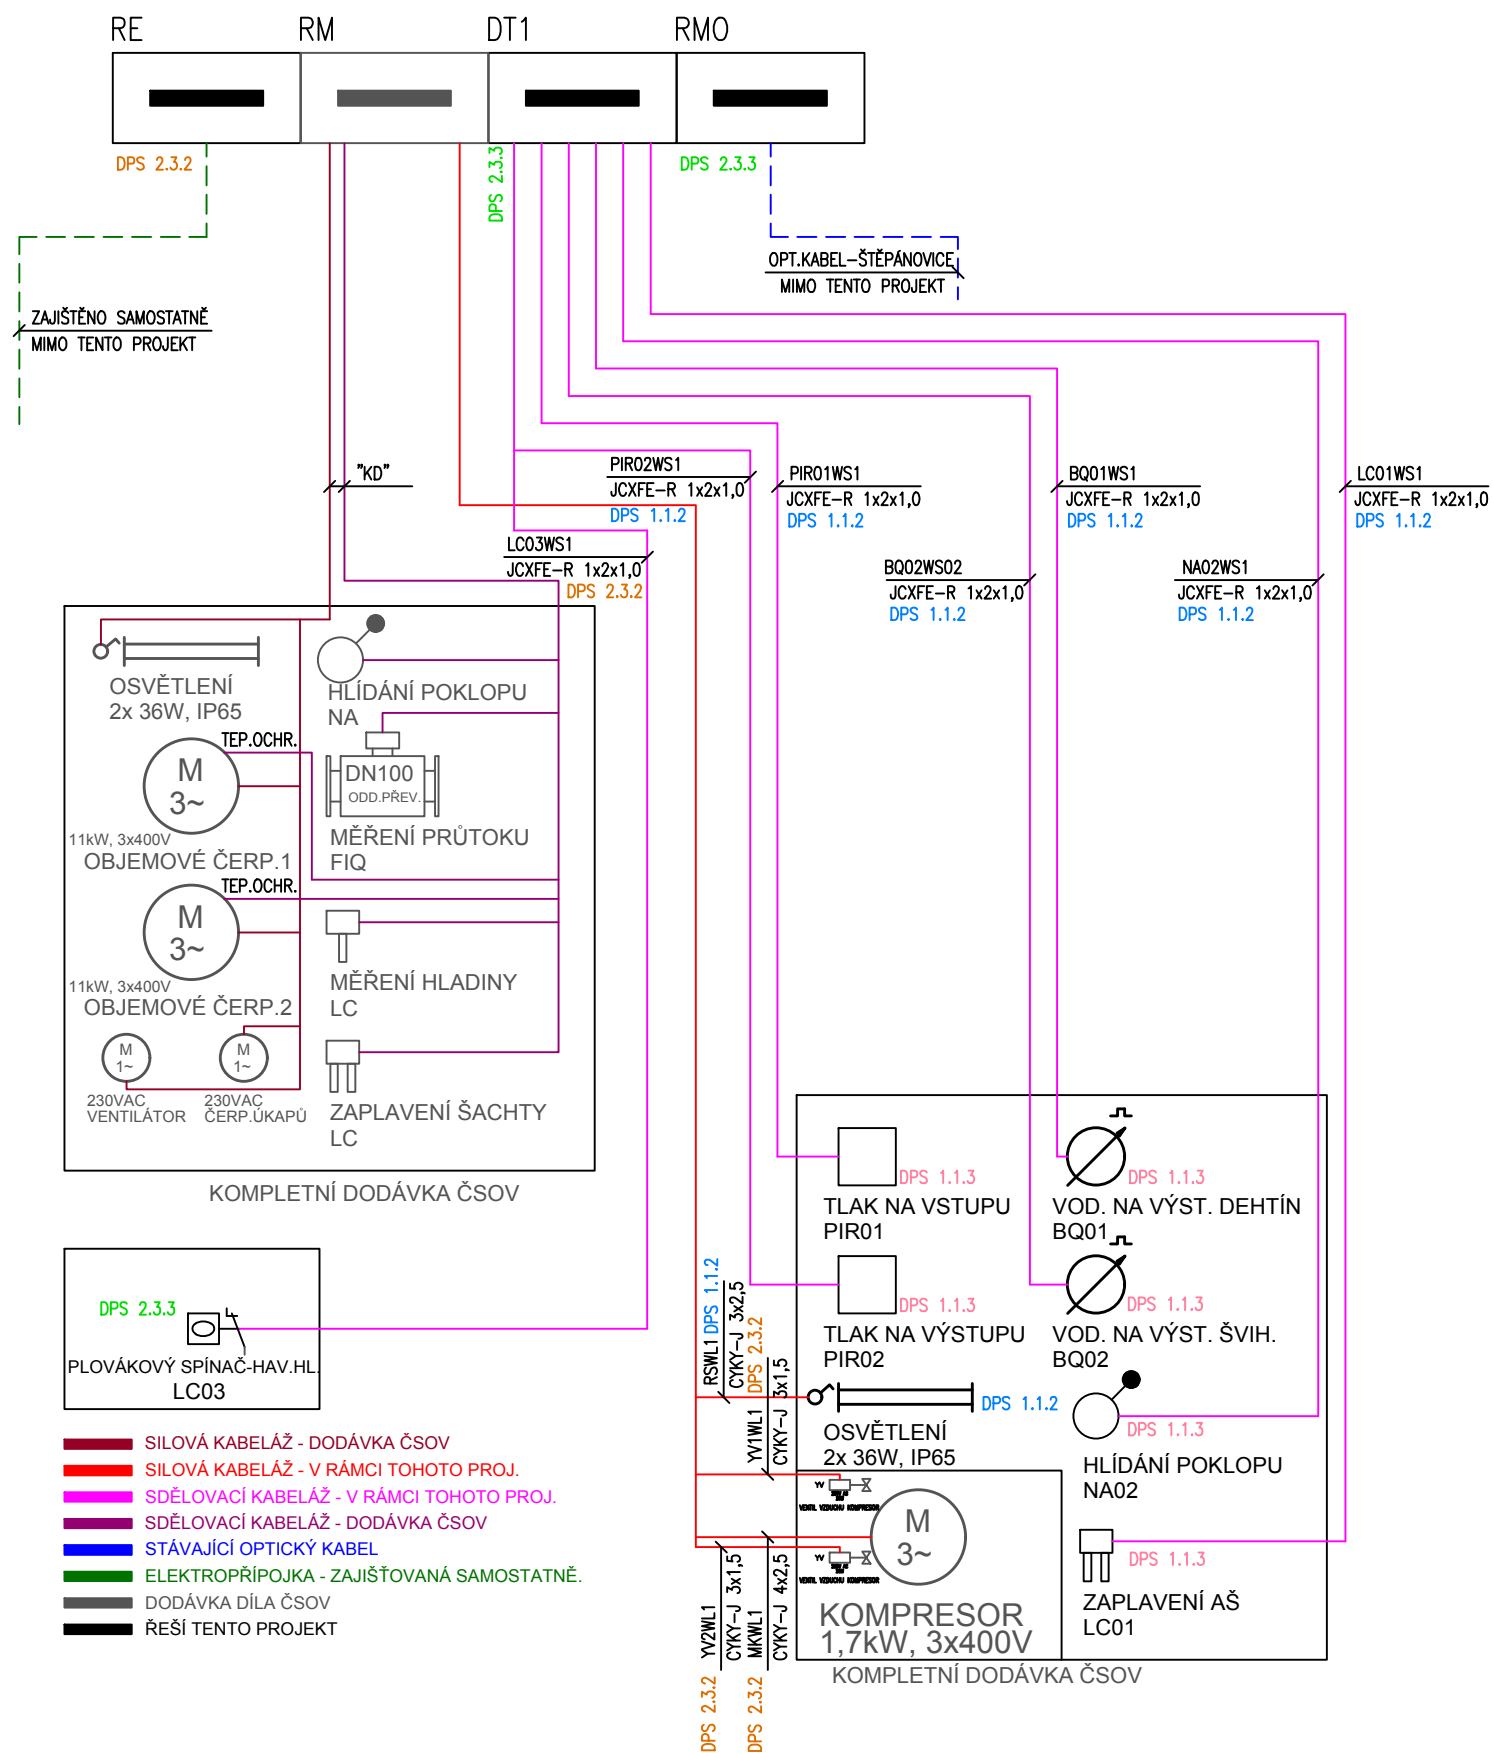 RE
RM
DT1
RMO
DPS 2.3.2
DPS 2.3.3
DPS 2.3.3
OPT.KABEL-ŠTĚPÁNOVICE
MIMO TENTO PROJEKT
ZAJIŠTĚNO SAMOSTATNĚ
MIMO TENTO PROJEKT
"KD"
PIR02WS1
JCXFE-R 1x2x1,0
DPS 1.1.2
PIR01WS1
JCXFE-R 1x2x1,0
DPS 1.1.2
BQ01WS1
JCXFE-R 1x2x1,0
DPS 1.1.2
LC01WS1
JCXFE-R 1x2x1,0
DPS 1.1.2
LC03WS1
JCXFE-R 1x2x1,0
DPS 2.3.2
BQ02WS02
JCXFE-R 1x2x1,0
DPS 1.1.2
NA02WS1
JCXFE-R 1x2x1,0
DPS 1.1.2
OSVĚTLENÍ
2x 36W, IP65
HLÍDÁNÍ POKLOPU
NA
TEP.OCHR.
M
3~
11kW, 3x400V
OBJEMOVÉ ČERP.1
DN100
ODD.PŘEV.
MĚŘENÍ PRŮTOKU
FIQ
TEP.OCHR.
M
3~
11kW, 3x400V
OBJEMOVÉ ČERP.2
MĚŘENÍ HLADINY
LC
M
1~
230VAC
VENTILÁTOR
M
1~
230VAC
ČERP.ÚKAPŮ
ZAPLAVENÍ ŠACHTY
LC
KOMPLETNÍ DODÁVKA ČSOV
DPS 2.3.3
PLOVÁKOVÝ SPÍNAČ-HAV.HL.
LC03
DPS 1.1.3
TLAK NA VSTUPU
PIR01
DPS 1.1.3
VOD. NA VÝST. DEHTÍN
BQ01
DPS 1.1.3
TLAK NA VÝSTUPU
PIR02
DPS 1.1.3
VOD. NA VÝST. ŠVIH.
BQ02
RSWL1 DPS 1.1.2
CYKY-J 3x2,5
YV1WL1 DPS 2.3.2
CYKY-J 3x1,5
DPS 1.1.2
OSVĚTLENÍ
2x 36W, IP65
DPS 1.1.3
HLÍDÁNÍ POKLOPU
NA02
YV
VENTIL VZDUCHU KOMPRESOR
M
3~
YV
VENTIL VZDUCHU KOMPRESOR
KOMPRESOR
1,7kW, 3x400V
DPS 1.1.3
ZAPLAVENÍ AŠ
LC01
KOMPLETNÍ DODÁVKA ČSOV
DPS 2.3.2 YV2WL1
CYKY-J 3x1,5
DPS 2.3.2 MKWL1
CYKY-J 4x2,5
SILOVÁ KABELÁŽ - DODÁVKA ČSOV
SILOVÁ KABELÁŽ - V RÁMCI TOHOTO PROJ.
SDĚLOVACÍ KABELÁŽ - V RÁMCI TOHOTO PROJ.
SDĚLOVACÍ KABELÁŽ - DODÁVKA ČSOV
STÁVAJÍCÍ OPTICKÝ KABEL
ELEKTROPŘÍPOJKA - ZAJIŠŤOVANÁ SAMOSTATNĚ.
DODÁVKA DÍLA ČSOV
ŘEŠÍ TENTO PROJEKT